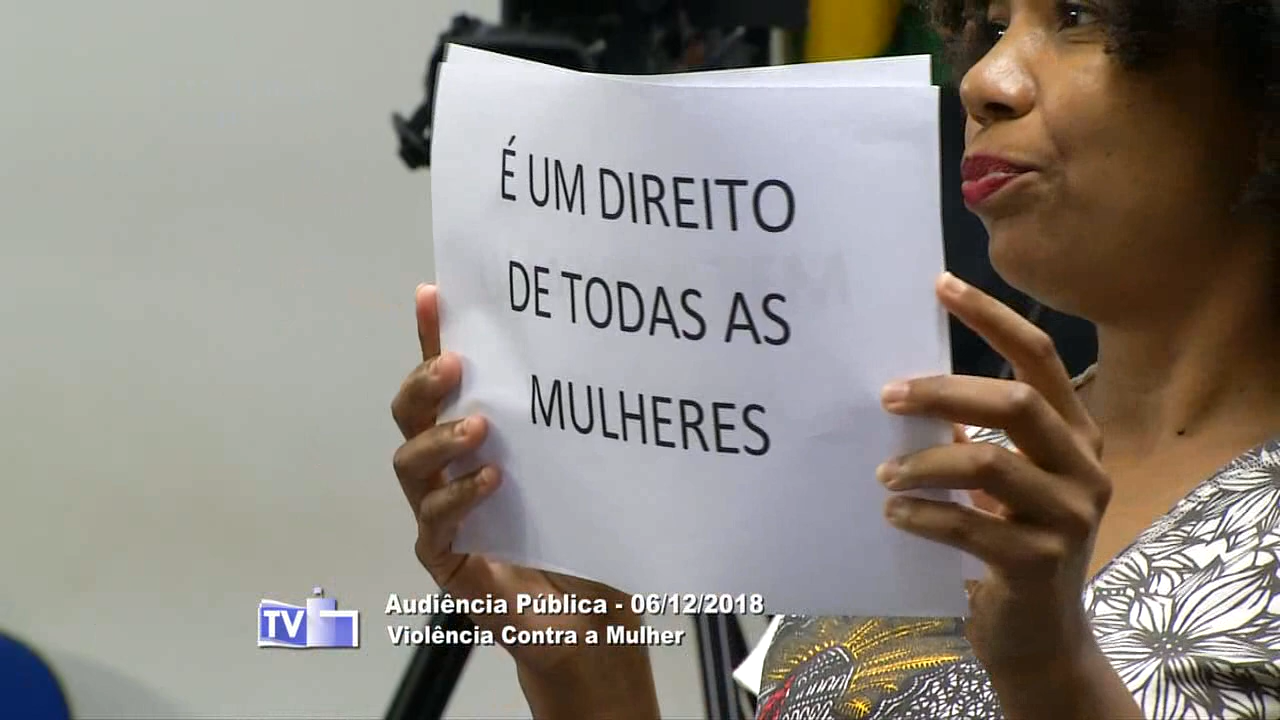 É UM DIREITO
DE TODAS AS
MULHERES
TV
Audiência Pública - 06/12/2018
Violência Contra a Mulher